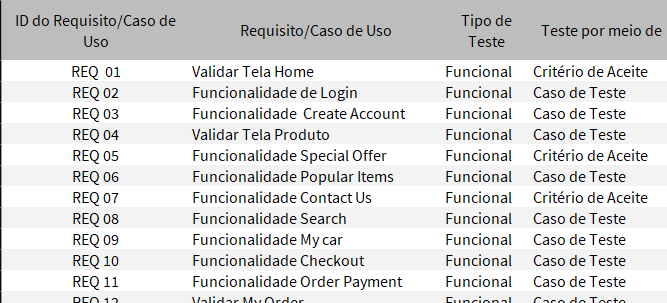 ID do Requisito/Caso de Uso Requisito/Caso de Uso Tipo de Teste Teste por meio de
REQ 01 Validar Tela Home Funcional Critério de Aceite
REQ 02 Funcionalidade de Login Funcional Caso de Teste
REQ 03 Funcionalidade Create Account Funcional Caso de Teste
REQ 04 Validar Tela Produto Funcional Caso de Teste
REQ 05 Funcionalidade Special Offer Funcional Critério de Aceite
REQ 06 Funcionalidade Popular Items Funcional Caso de Teste
REQ 07 Funcionalidade Contact Us Funcional Critério de Aceite
REQ 08 Funcionalidade Search Funcional Caso de Teste
REQ 09 Funcionalidade My car Funcional Caso de Teste
REQ 10 Funcionalidade Checkout Funcional Caso de Teste
REQ 11 Funcionalidade Order Payment Funcional Caso de Teste
REQ 12 Validar My Order Funcional Caso de Teste